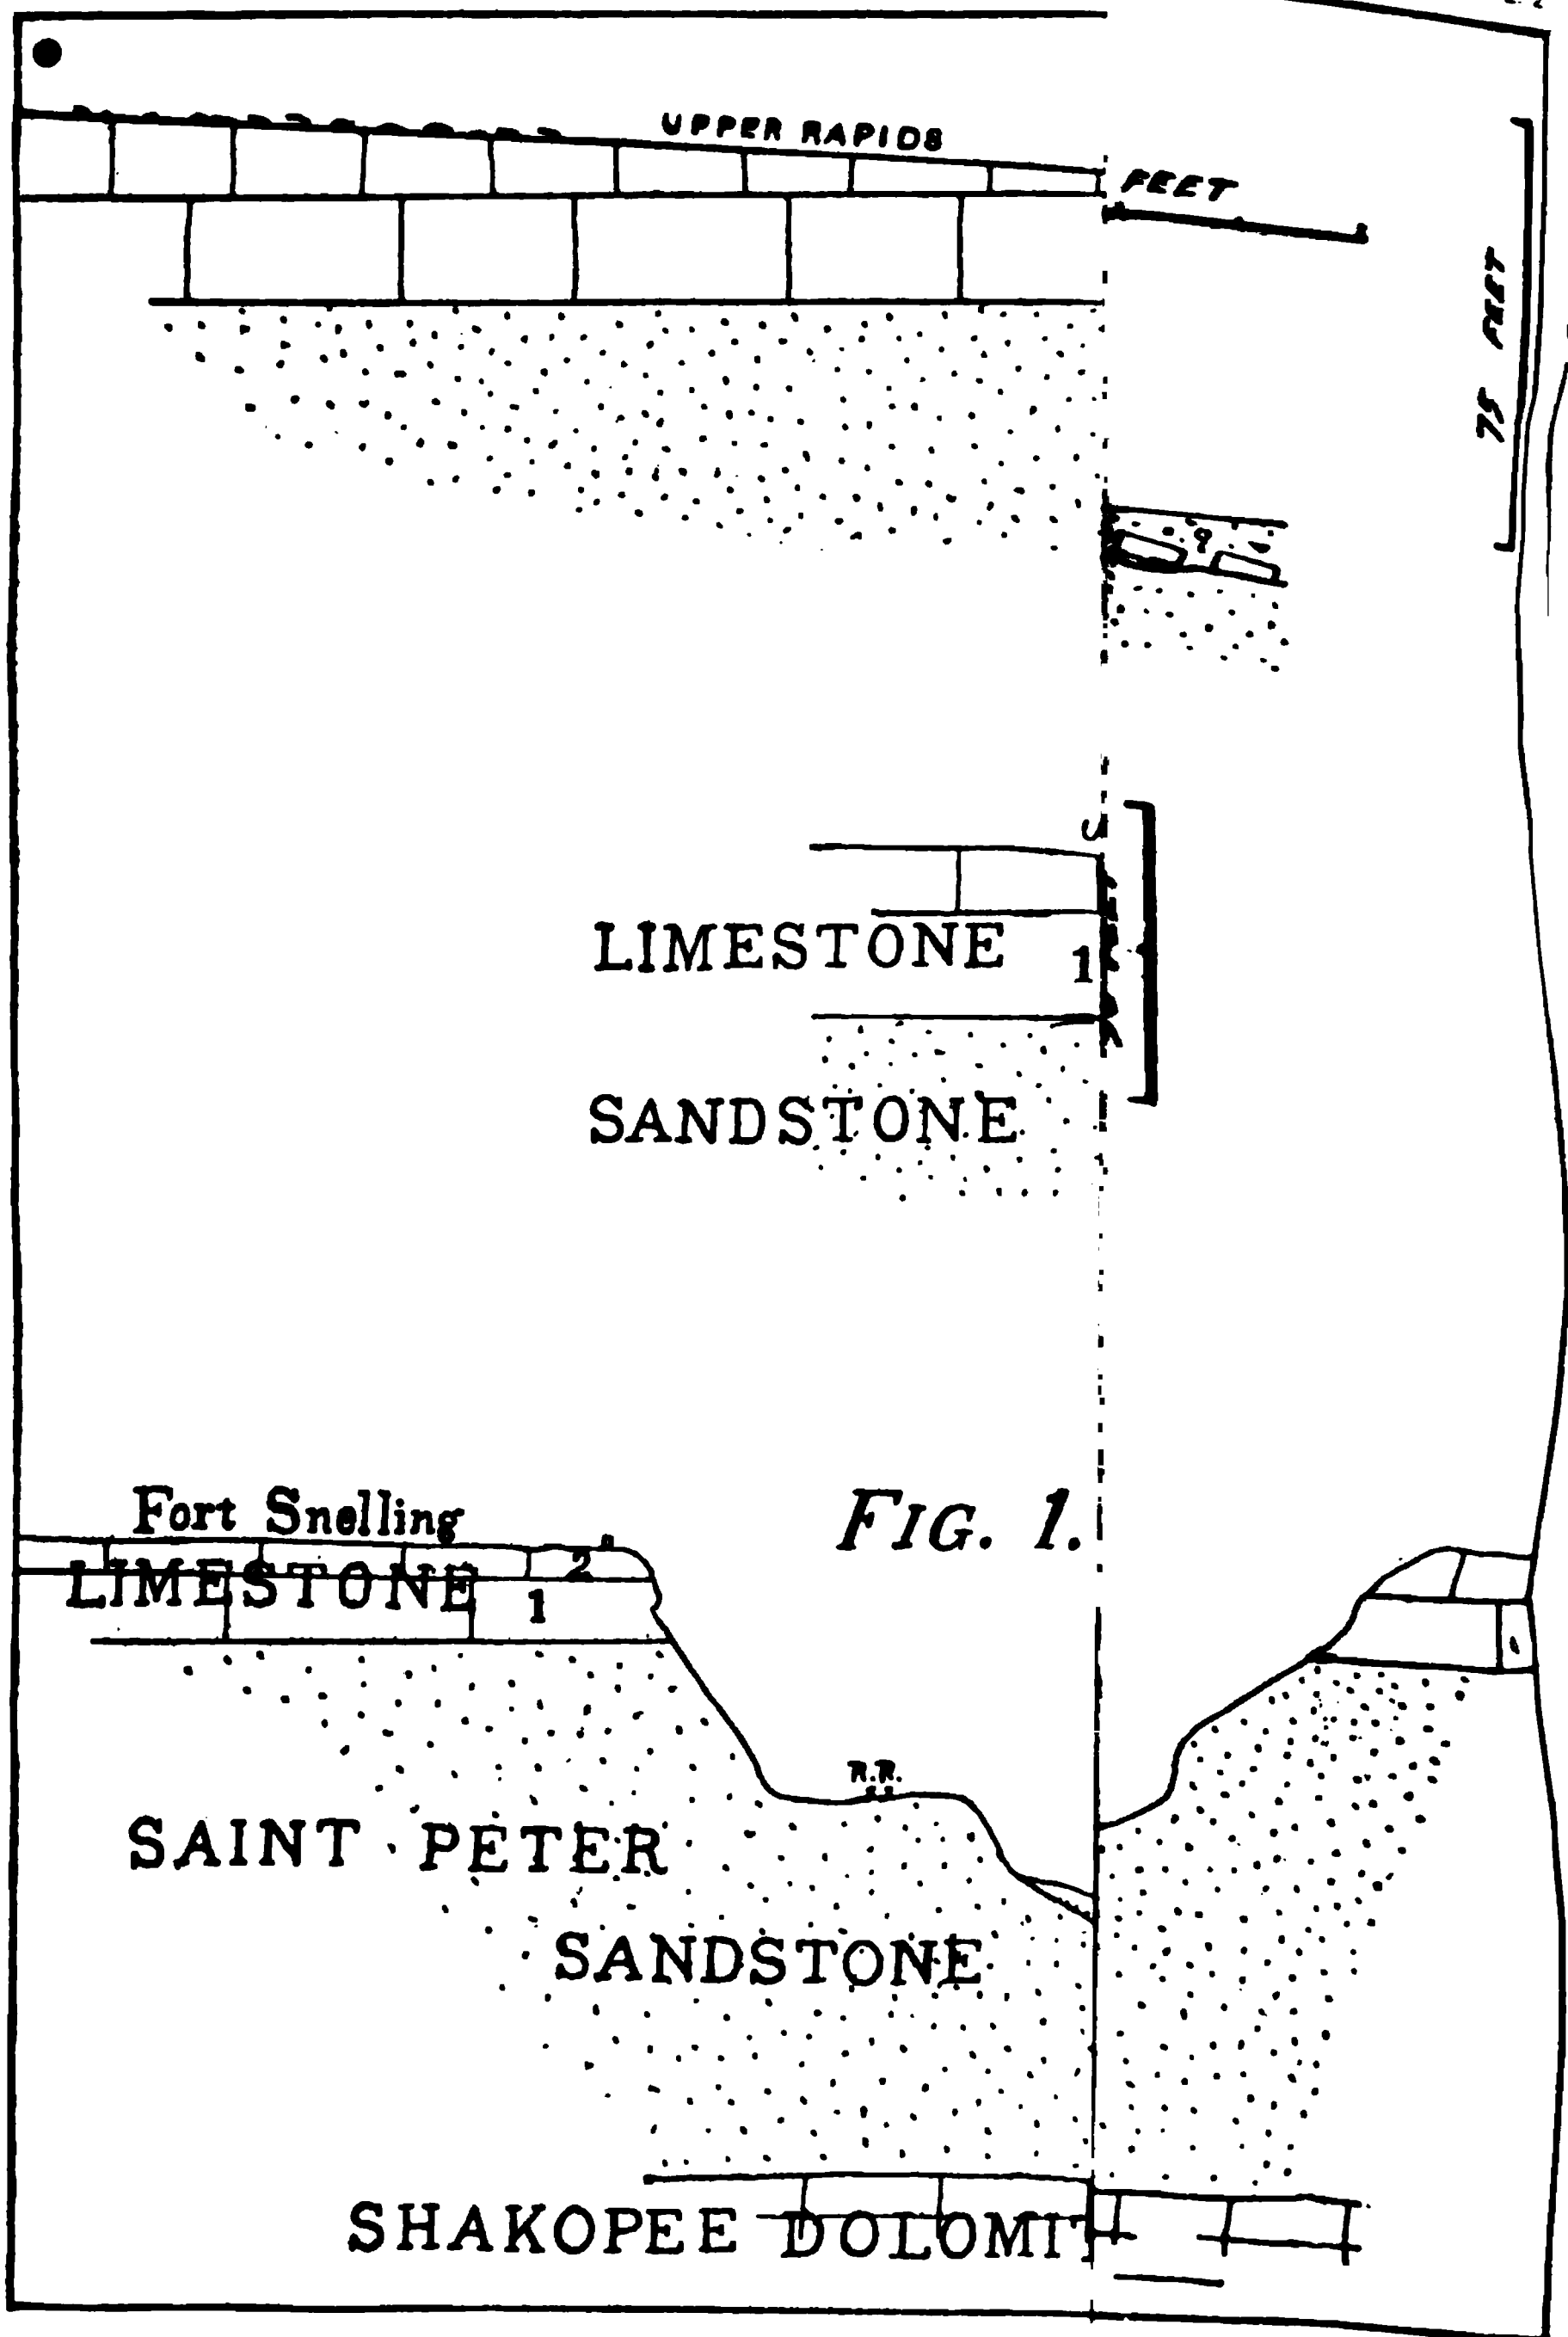 UPPER RAPIDS
FEET
75 FEET
?
LIMESTONE 1
SANDSTONE
Fort Snelling
FIG. 1.
LIMESTONE
2
1
R.R.
SAINT PETER
SANDSTONE
SHAKOPEE DOLOMIT